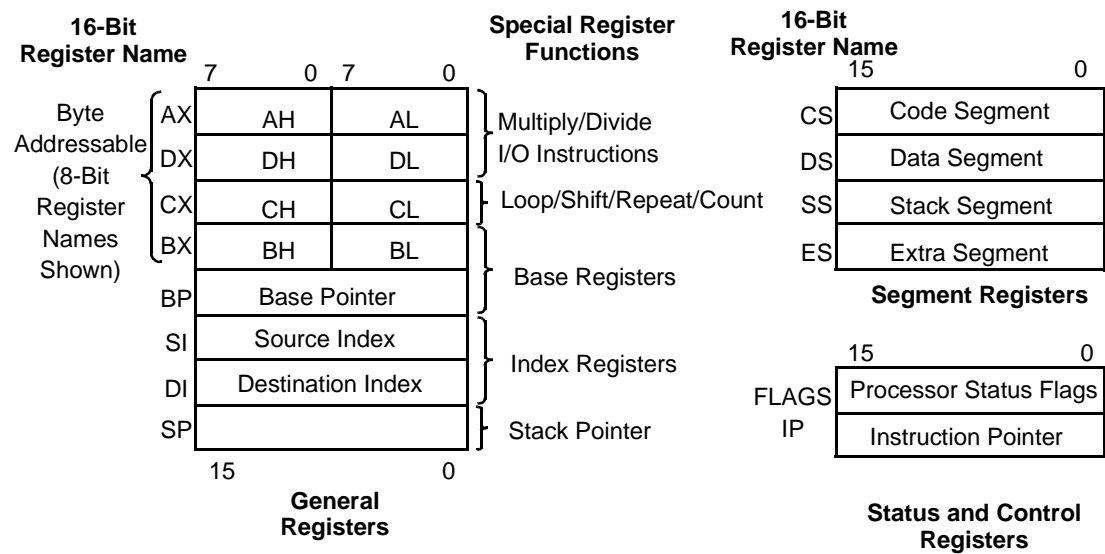 16-Bit
Register Name
Special Register
Functions
16-Bit
Register Name
7 0 7 0
15 0
Byte
Addressable
(8-Bit
Register
Names
Shown)
AX AH AL
DX DH DL
CX CH CL
BX BH BL
BP Base Pointer
SI Source Index
DI Destination Index
SP
15 0
General
Registers
Multiply/Divide
I/O Instructions
Loop/Shift/Repeat/Count
Base Registers
Index Registers
Stack Pointer
CS Code Segment
DS Data Segment
SS Stack Segment
ES Extra Segment
Segment Registers
15 0
FLAGS Processor Status Flags
IP Instruction Pointer
Status and Control
Registers